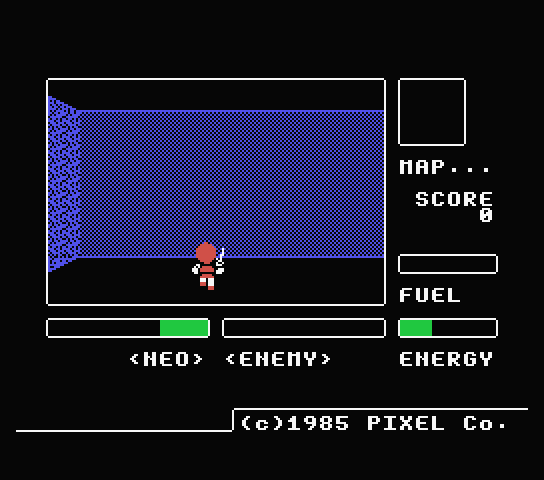 MAP...
SCORE
0
FUEL
<NEO> <ENEMY> ENERGY
(c)1985 PIXEL Co.